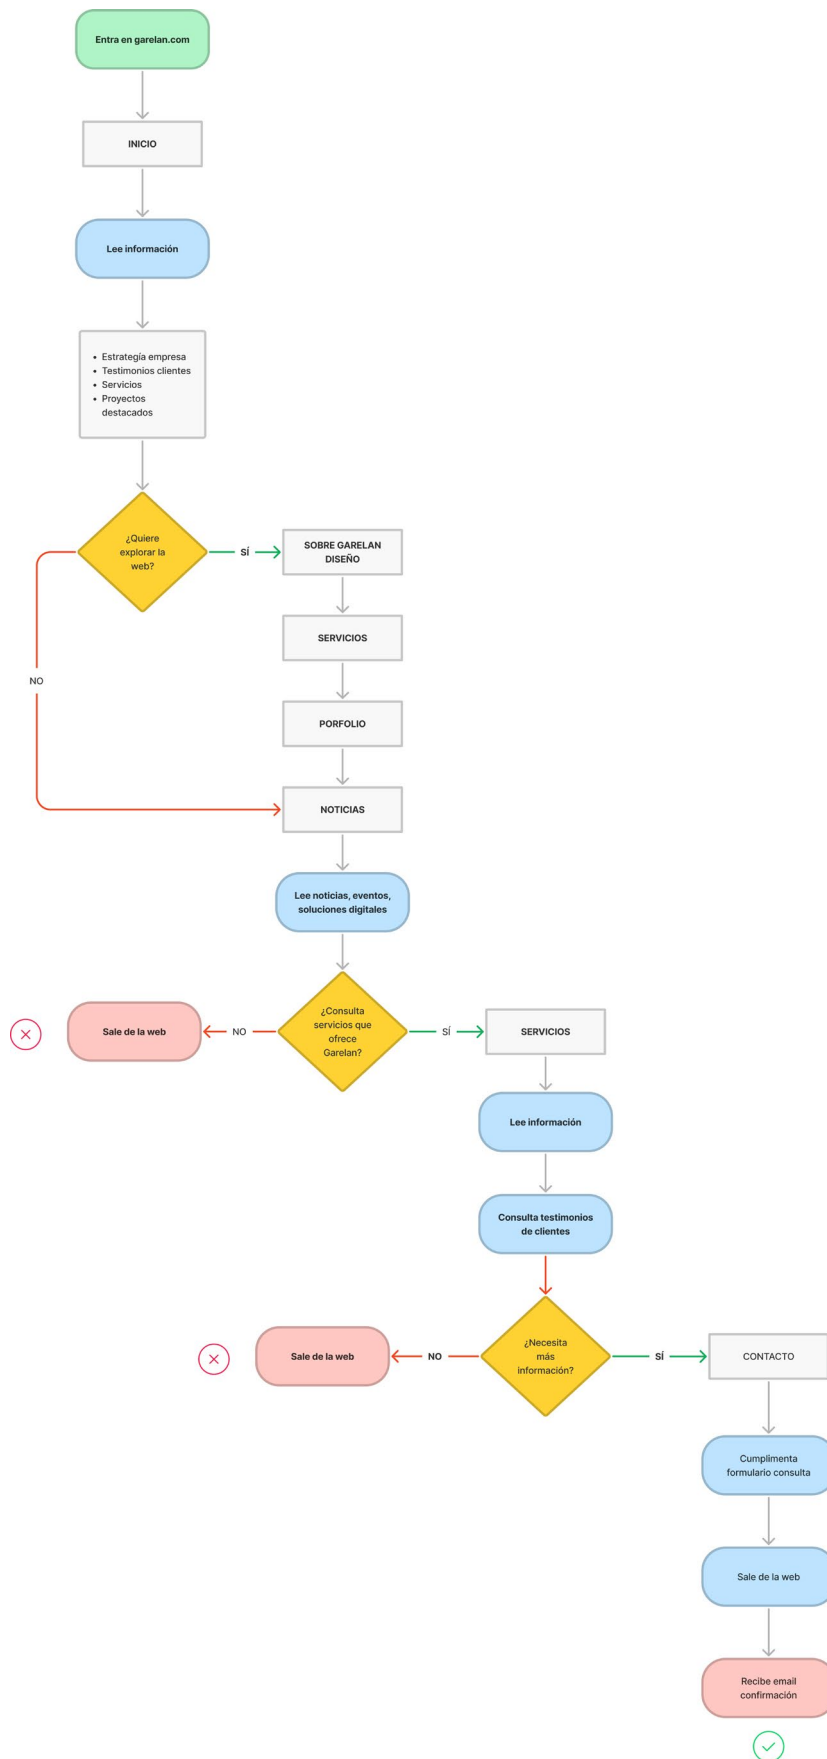 Entra en garelan.com
INICIO
Lee información
• Estrategía empresa
• Testimonios clientes
• Servicios
• Proyectos
destacados
¿Quiere
explorar la
web?
SÍ
SOBRE GARELAN
DISEÑO
SERVICIOS
NO
PORFOLIO
NOTICIAS
Lee noticias, eventos,
soluciones digitales
¿Consulta
servicios que
ofrece
Garelan?
NO
Sale de la web
SÍ
SERVICIOS
Lee información
Consulta testimonios
de clientes
¿Necesita
más
información?
NO
Sale de la web
SÍ
CONTACTO
Cumplimenta
formulario consulta
Sale de la web
Recibe email
confirmación